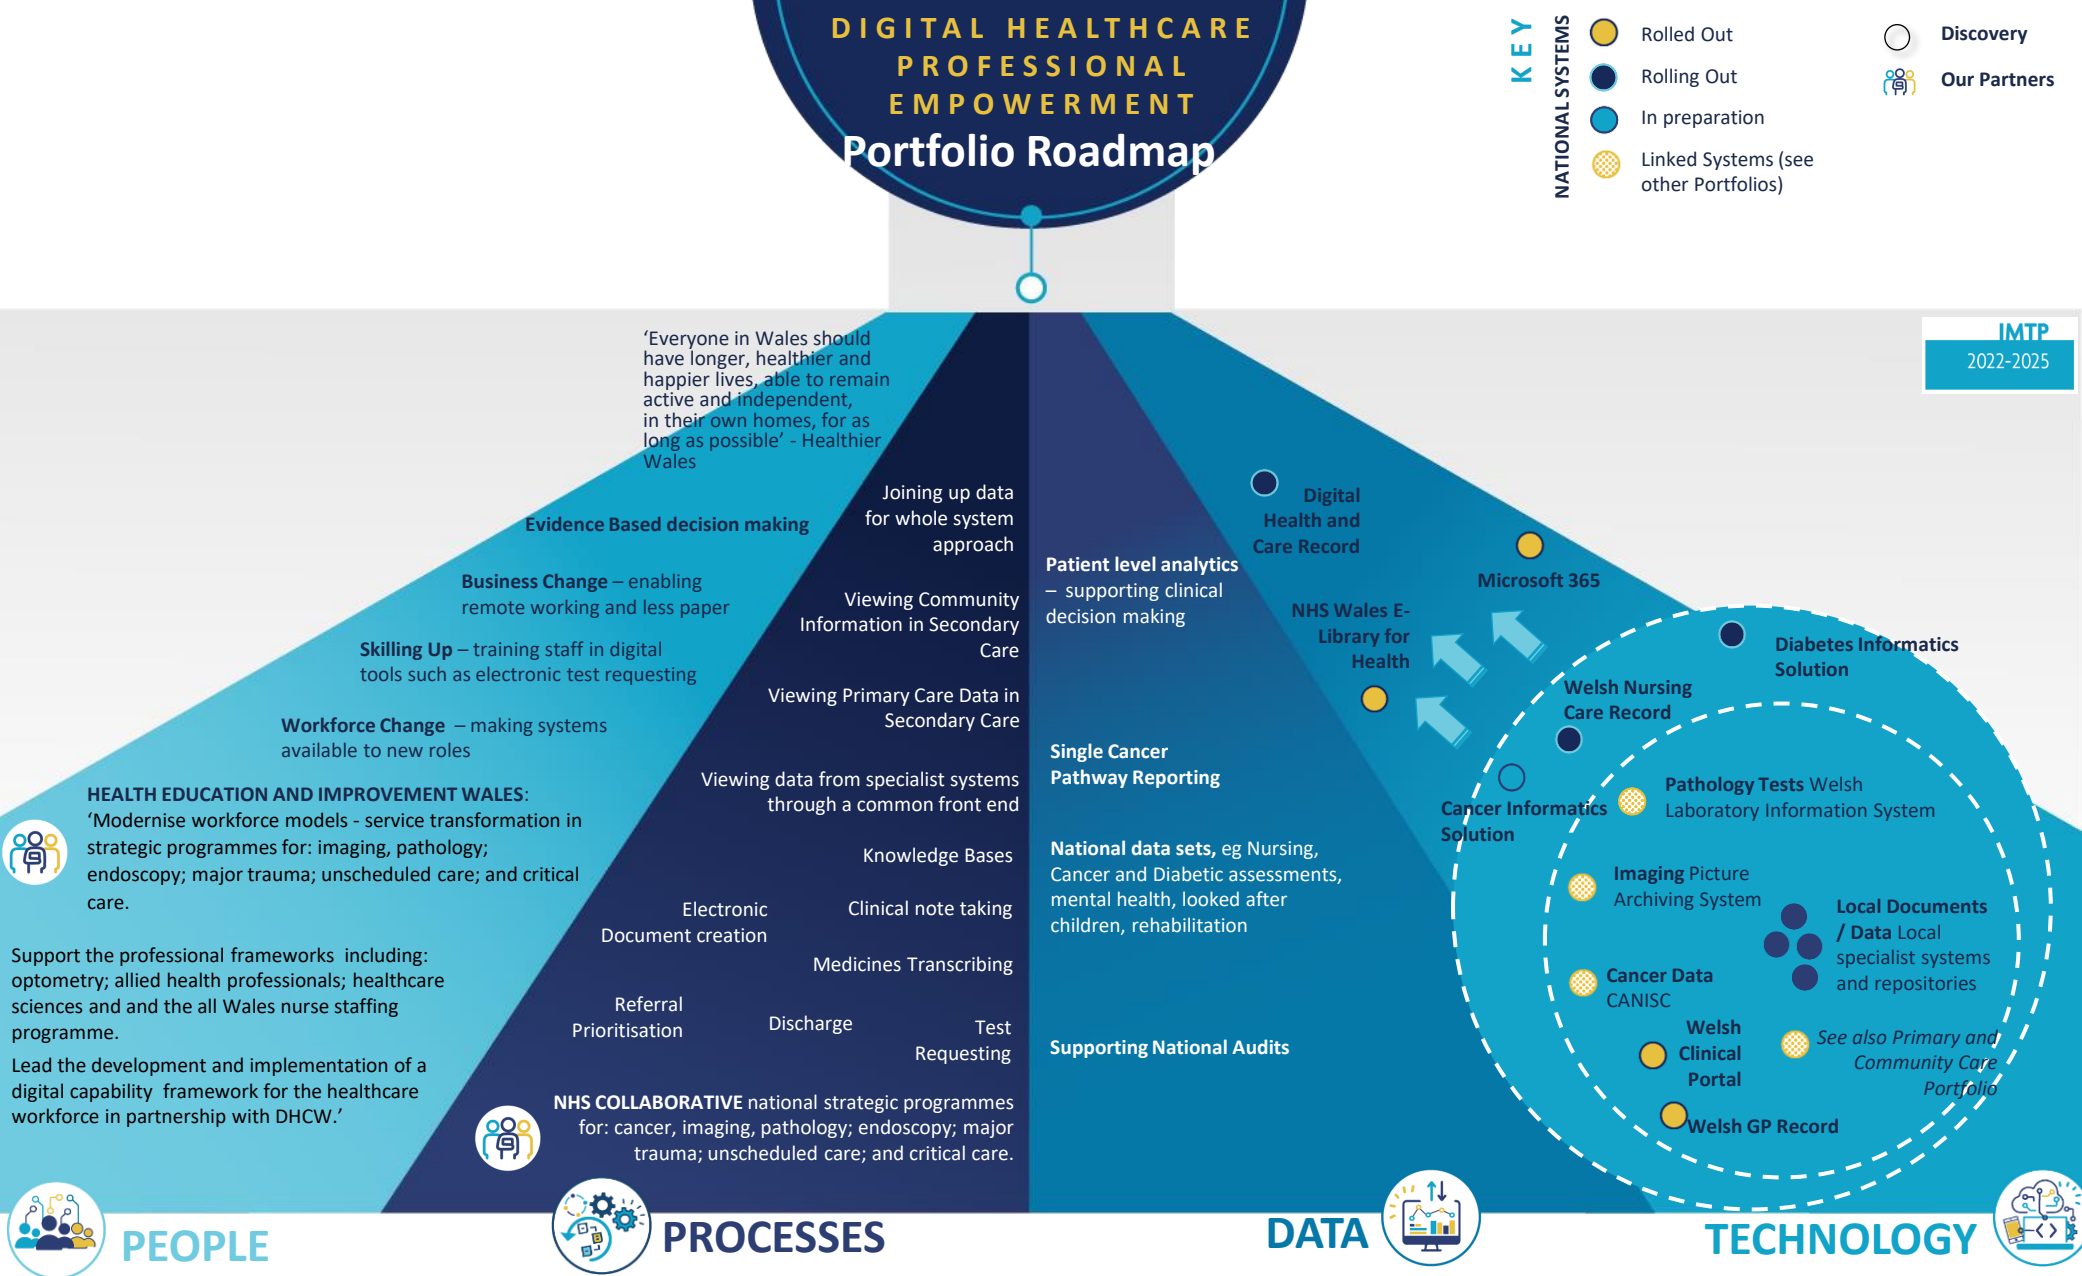 DIGITAL HEALTHCARE
PROFESSIONAL
EMPOWERMENT
Portfolio Roadmap
KEY
NATIONAL SYSTEMS
Rolled Out
Rolling Out
In preparation
Linked Systems (see
other Portfolios)
Discovery
Our Partners
IMTP
2022-2025
‘Everyone in Wales should
have longer, healthier and
happier lives, able to remain
active and independent,
in their own homes, for as
long as possible’ - Healthier
Wales
Evidence Based decision making
Business Change – enabling
remote working and less paper
Skilling Up – training staff in digital
tools such as electronic test requesting
Workforce Change – making systems
available to new roles
HEALTH EDUCATION AND IMPROVEMENT WALES:
‘Modernise workforce models - service transformation in
strategic programmes for: imaging, pathology;
endoscopy; major trauma; unscheduled care; and critical
care.
Support the professional frameworks including:
optometry; allied health professionals; healthcare
sciences and and the all Wales nurse staffing
programme.
Lead the development and implementation of a
digital capability framework for the healthcare
workforce in partnership with DHCW.’
PEOPLE
Joining up data
for whole system
approach
Viewing Community
Information in Secondary
Care
Viewing Primary Care Data in
Secondary Care
Viewing data from specialist systems
through a common front end
Knowledge Bases
Electronic
Document creation
Clinical note taking
Medicines Transcribing
Referral
Prioritisation
Discharge
Test
Requesting
NHS COLLABORATIVE national strategic programmes
for: cancer, imaging, pathology; endoscopy; major
trauma; unscheduled care; and critical care.
PROCESSES
Patient level analytics
– supporting clinical
decision making
Single Cancer
Pathway Reporting
National data sets, eg Nursing,
Cancer and Diabetic assessments,
mental health, looked after
children, rehabilitation
Supporting National Audits
DATA
Digital
Health and
Care Record
Microsoft 365
NHS Wales E-
Library for
Health
Diabetes Informatics
Solution
Welsh Nursing
Care Record
Cancer Informatics
Solution
Pathology Tests Welsh
Laboratory Information System
Imaging Picture
Archiving System
Local Documents
/ Data Local
specialist systems
and repositories
Cancer Data
CANISC
Welsh
Clinical
Portal
See also Primary and
Community Care
Portfolio
Welsh GP Record
TECHNOLOGY